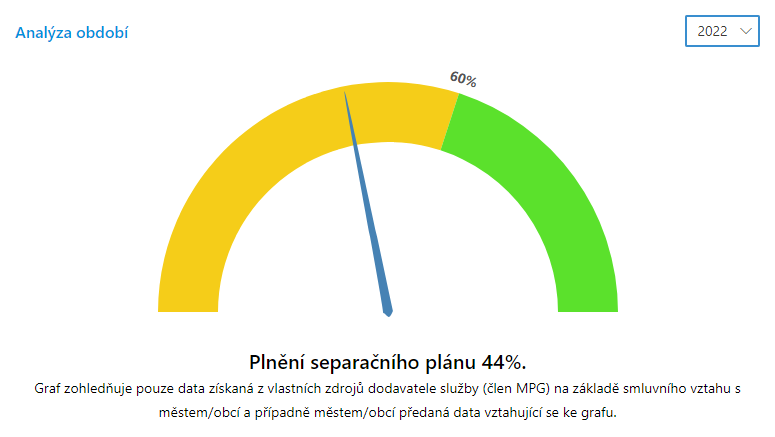 Analýza období
2022
60%
Plnění separačního plánu 44%.
Graf zohledňuje pouze data získaná z vlastních zdrojů dodavatele služby (člen MPG) na základě smluvního vztahu s
městem/obcí a případně městem/obcí předaná data vztahující se ke grafu.